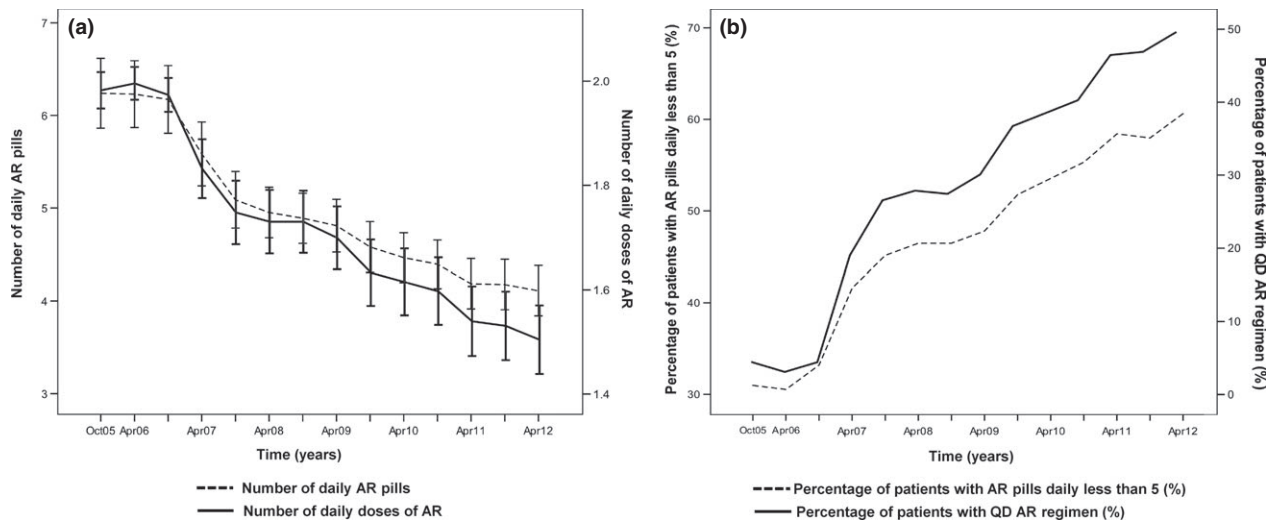 (a)
7
6
5
4
3
Number of daily AR pills
2.0
1.8
1.6
1.4
Number of daily doses
of AR
Oct05 Apr06 Apr07 Apr08 Apr09 Apr10 Apr11 Apr12
Time (years)
Number of daily AR pills
Number of daily doses of AR
(b)
70
60
50
40
30
Percentage of patients with AR pills daily less than 5 (%)
50
40
30
20
10
0
Percentage of patients with QD AR regimen
(%)
Oct05 Apr06 Apr07 Apr08 Apr09 Apr10 Apr11 Apr12
Time (years)
Percentage of patients with AR pills daily less than 5 (%)
Percentage of patients with QD AR regimen (%)